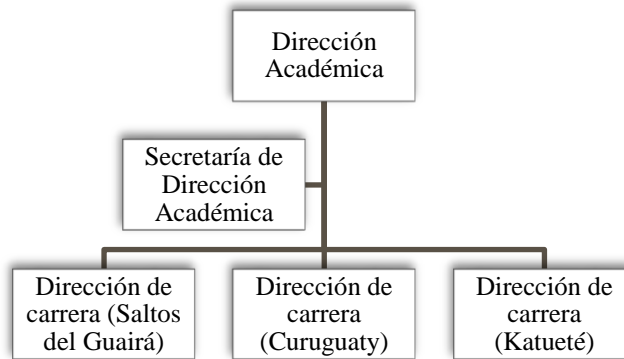 Dirección
Académica
Secretaría de
Dirección
Académica
Dirección de
carrera (Saltos
del Guairá)
Dirección de
carrera
(Curuguaty)
Dirección de
carrera
(Katueté)